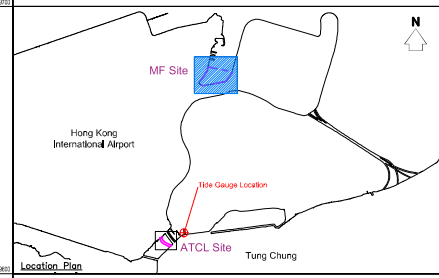 N
MF Site
Hong Kong
International Airport
Tide Gauge Location
ATCL Site
Tung Chung
Location Plan